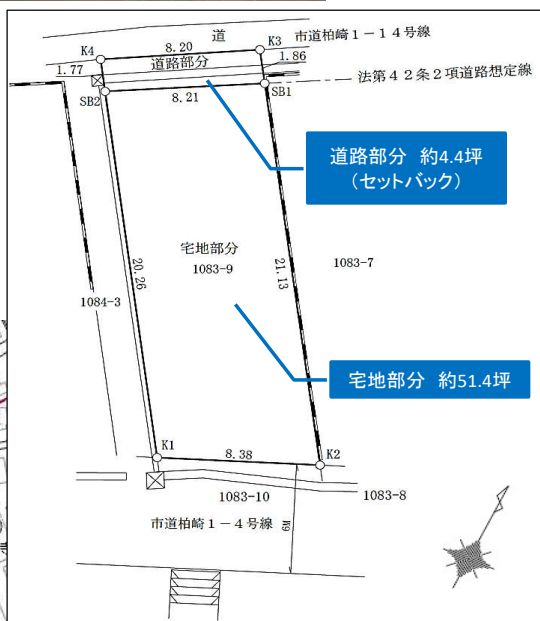 道
市道柏崎1－14号線
K4
8.20
K3
道路部分
1.77
1.86
法第42条2項道路想定線
SB2
8.21
SB1
道路部分 約4.4坪
（セットバック）
宅地部分
1083-9
1083-7
20.26
21.13
1084-3
宅地部分 約51.4坪
K1
8.38
K2
1083-10
1083-8
市道柏崎1－4号線